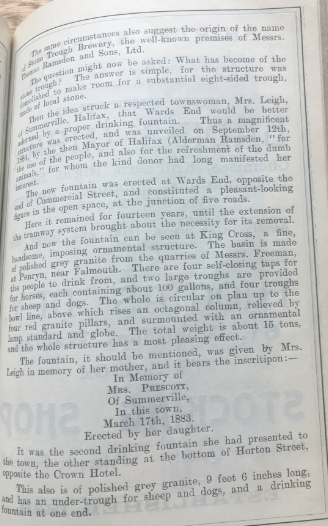 The same circumstances also suggest the origin of the name
Stone Trough Brewery, the well-known premises of Messrs.
Thomas Ramsden and Sons, Ltd.
The question might now be asked: What has become of the
stone trough? The answer is simple, for the structure was
demolished to make room for a substantial eight-sided trough,
made of local stone.
Then the idea struck a respected townswoman, Mrs. Leigh,
of Summerville, Halifax, that Wards End would be better
adorned by a proper drinking fountain. Thus a magnificent
structure was erected, and was unveiled on September 12th,
1881, by the then Mayor of Halifax (Alderman Ramsden, "for
the use of the people, and also for the refreshment of the dumb
animals," for whom the kind donor had long manifested her
interest.
The new fountain was erected at Wards End, opposite the
end of Commercial Street, and constituted a pleasant-looking
figure in the open space, at the junction of five roads.
Here it remained for fourteen years, until the extension of
the tramway system brought about the necessity for its removal.
And now the fountain can be seen at King Cross, a fine,
handsome, imposing ornamental structure. The basin is made
of polished grey granite from the quarries of Messrs. Freeman,
of Penryn, near Falmouth. There are four self-closing taps for
the people to drink from, and two large troughs are provided
for horses, each containing about 100 gallons, and four troughs
for sheep and dogs. The whole is circular on plan up to the
bowl line, above which rises an octagonal column, relieved by
four red granite pillars, and surmounted with an ornamental
lamp standard and globe. The total weight is about 15 tons,
and the whole structure has a most pleasing effect.
The fountain, it should be mentioned, was given by Mrs.
Leigh in memory of her mother, and it bears the inscritipon:—
In Memory of
MRS. PRESCOTT,
Of Summerville,
In this town,
March 17th, 1883.
Erected by her daughter.
It was the second drinking fountain she had presented to
the town, the other standing at the bottom of Horton Street,
opposite the Crown Hotel.
This also is of polished grey granite, 9 feet 6 inches long,
and has an under-trough for sheep and dogs, and a drinking
fountain at one end.